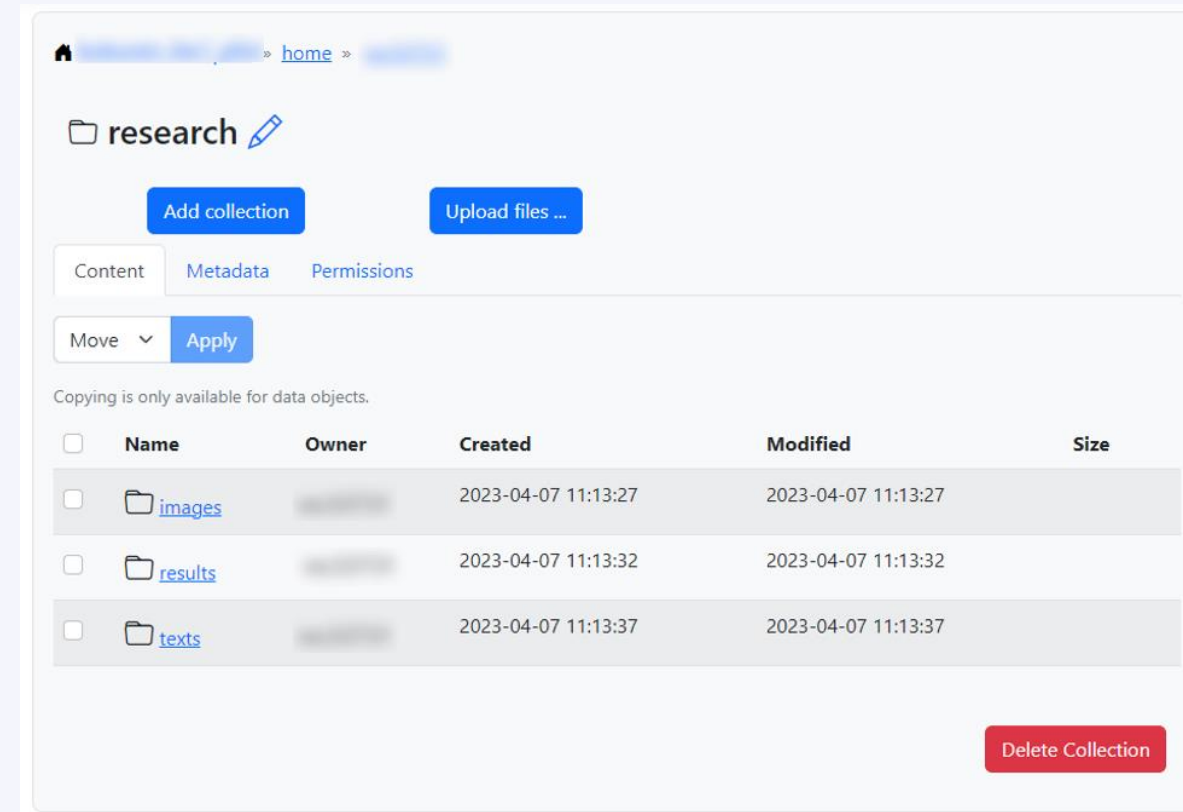 » home »
research
Add collection Upload files ...
Content Metadata Permissions
Move Apply
Copying is only available for data objects.
Name Owner Created Modified Size
images 2023-04-07 11:13:27 2023-04-07 11:13:27
results 2023-04-07 11:13:32 2023-04-07 11:13:32
texts 2023-04-07 11:13:37 2023-04-07 11:13:37
Delete Collection